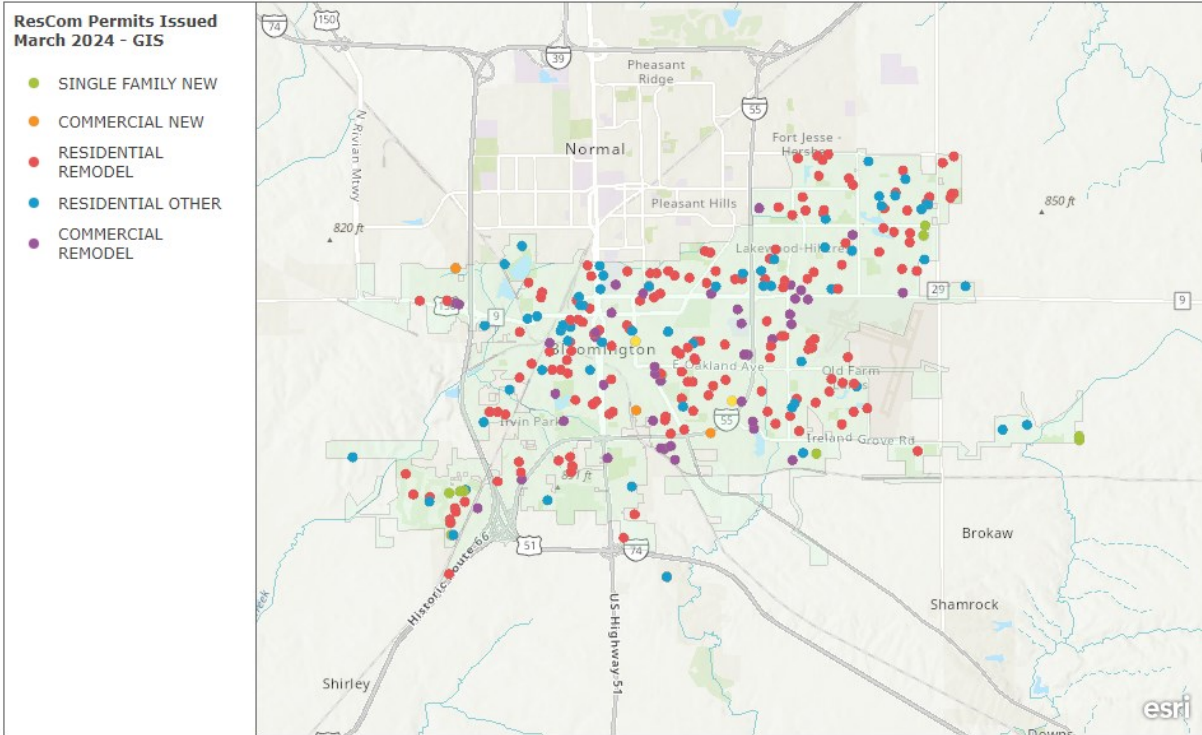 ResCom Permits Issued
March 2024 - GIS
SINGLE FAMILY NEW
COMMERCIAL NEW
RESIDENTIAL
REMODEL
RESIDENTIAL OTHER
COMMERCIAL
REMODEL
74
150
39
Pheasant
Ridge
55
N Rivian Mtwy
Normal
Fort Jesse -
Pleasant Hills
850 ft
820 ft
29
9
9
Bloomington
E Oakland Ave
Old Farm
Irvin Park
55
Ireland Grove Rd
51
74
Brokaw
Historic Route 66
Shamrock
US Highway 51
Shirley
esri
Downs